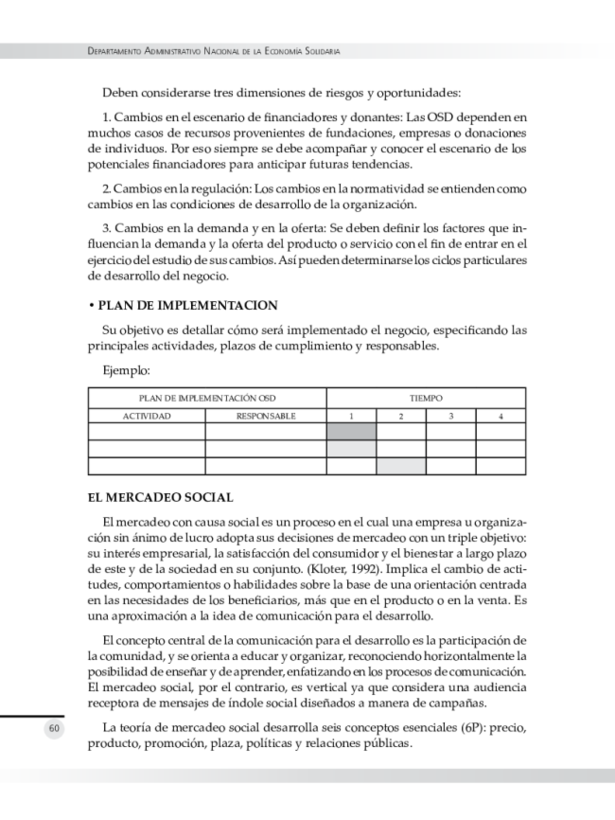 DEPARTAMENTO ADMINISTRATIVO NACIONAL DE LA ECONOMÍA SOLIDARIA
Deben considerarse tres dimensiones de riesgos y oportunidades:
1. Cambios en el escenario de financiadores y donantes: Las OSD dependen en
muchos casos de recursos provenientes de fundaciones, empresas o donaciones
de individuos. Por eso siempre se debe acompañar y conocer el escenario de los
potenciales financiadores para anticipar futuras tendencias.
2. Cambios en la regulación: Los cambios en la normatividad se entienden como
cambios en las condiciones de desarrollo de la organización.
3. Cambios en la demanda y en la oferta: Se deben definir los factores que in-
fluencian la demanda y la oferta del producto o servicio con el fin de entrar en el
ejercicio del estudio de sus cambios. Así pueden determinarse los ciclos particulares
de desarrollo del negocio.
• PLAN DE IMPLEMENTACION
Su objetivo es detallar cómo será implementado el negocio, especificando las
principales actividades, plazos de cumplimiento y responsables.
Ejemplo:
PLAN DE IMPLEMENTACIÓN OSD TIEMPO
ACTIVIDAD RESPONSABLE 1 2 3 4
EL MERCADEO SOCIAL
El mercadeo con causa social es un proceso en el cual una empresa u organiza-
ción sin ánimo de lucro adopta sus decisiones de mercadeo con un triple objetivo:
su interés empresarial, la satisfacción del consumidor y el bienestar a largo plazo
de este y de la sociedad en su conjunto. (Kloter, 1992). Implica el cambio de acti-
tudes, comportamientos o habilidades sobre la base de una orientación centrada
en las necesidades de los beneficiarios, más que en el producto o en la venta. Es
una aproximación a la idea de comunicación para el desarrollo.
El concepto central de la comunicación para el desarrollo es la participación de
la comunidad, y se orienta a educar y organizar, reconociendo horizontalmente la
posibilidad de enseñar y de aprender, enfatizando en los procesos de comunicación.
El mercadeo social, por el contrario, es vertical ya que considera una audiencia
receptora de mensajes de índole social diseñados a manera de campañas.
La teoría de mercadeo social desarrolla seis conceptos esenciales (6P): precio,
producto, promoción, plaza, políticas y relaciones públicas.
60